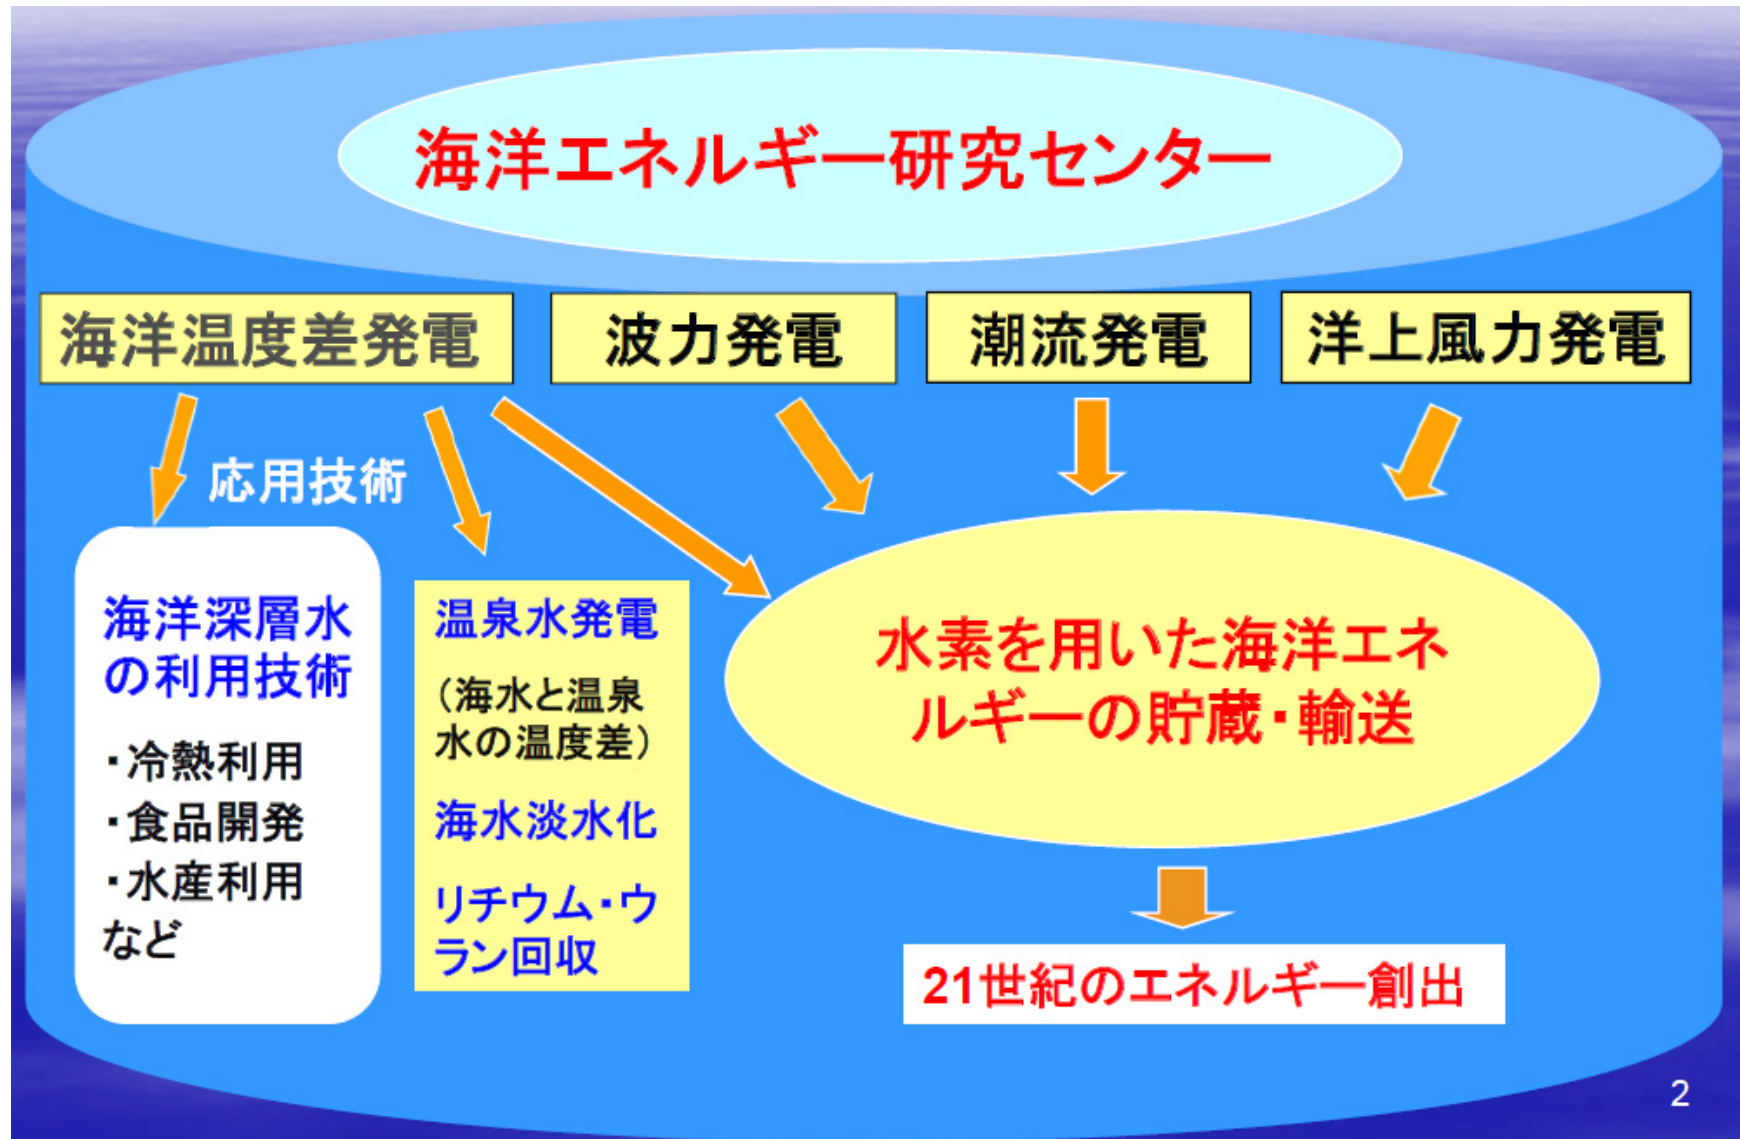 海洋エネルギー研究センター
海洋温度差発電
波力発電
潮流発電
洋上風力発電
応用技術
海洋深層水
の利用技術
・冷熱利用
・食品開発
・水産利用
など
温泉水発電
（海水と温泉
水の温度差）
海水淡水化
リチウム・ウ
ラン回収
水素を用いた海洋エネ
ルギーの貯蔵・輸送
21世紀のエネルギー創出
2